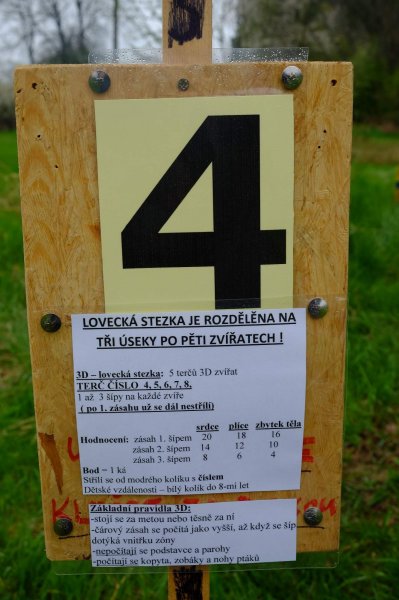 4
LOVECKÁ STEZKA JE ROZDĚLĚNA NA
TŘI ÚSEKY PO PĚTI ZVÍŘATECH !
3D – lovecká stezka: 5 terčů 3D zvířat
TERČ ČÍSLO 4, 5, 6, 7, 8,
1 až 3 šípy na každé zvíře
( po 1. zásahu už se dál nestřílí)
srdce plíce zbytek těla
Hodnocení: zásah 1. šípem 20 18 16
zásah 2. šípem 14 12 10
zásah 3. šípem 8 6 4
Bod = 1 ká
Střílí se od modrého kolíku s číslem
Dětské vzdálenosti – bílý kolík do 8-mi let
Základní pravidla 3D:
-stojí se za metou nebo těsně za ní
-čárový zásah se počítá jako vyšší, až když se šíp
dotýká vnitřku zóny
-nepočítají se podstavce a parohy
-počítají se kopyta, zobáky a nohy ptáků